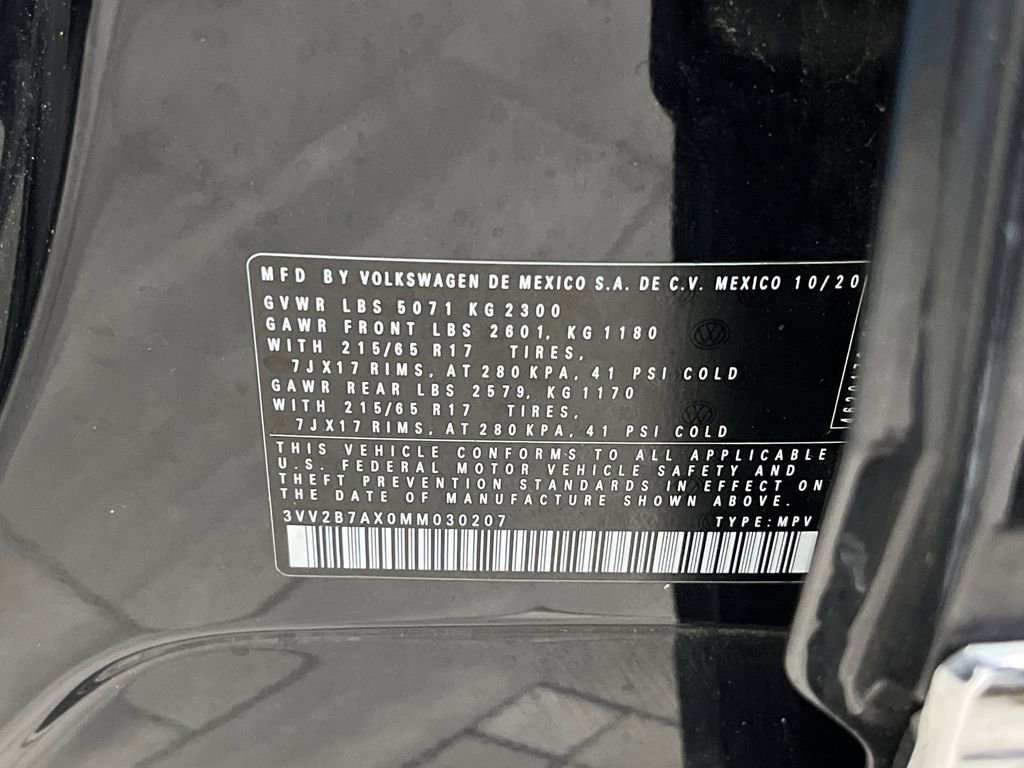 MFD BY VOLKSWAGEN DE MEXICO S.A. DE C.V. MEXICO 10/20
GVWR LBS 5071 KG 2300
GAWR FRONT LBS 2601, KG 1180
WITH 215/65 R17 TIRES,
7JX17 RIMS, AT 280 KPA, 41 PSI COLD
GAWR REAR LBS 2579, KG 1170
WITH 215/65 R17 TIRES,
7JX17 RIMS, AT 280 KPA, 41 PSI COLD
THIS VEHICLE CONFORMS TO ALL APPLICABLE
U.S. FEDERAL MOTOR VEHICLE SAFETY AND
THEFT PREVENTION STANDARDS IN EFFECT ON
THE DATE OF MANUFACTURE SHOWN ABOVE.
3VV2B7AX0MM030207 TYPE: MPV